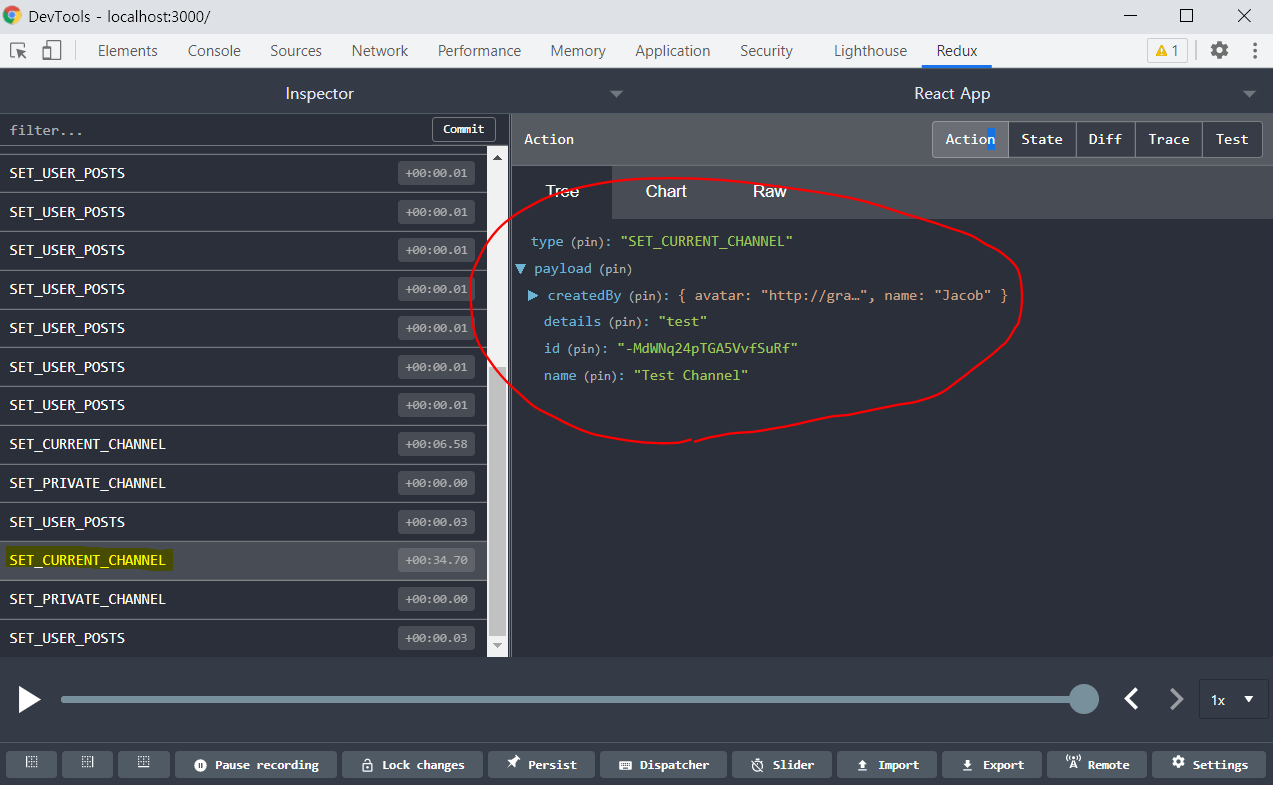 DevTools - localhost:3000/
Elements Console Sources Network Performance Memory Application Security Lighthouse Redux 1
Inspector React App
filter... Commit
SET_USER_POSTS +00:00.01
SET_USER_POSTS +00:00.01
SET_USER_POSTS +00:00.01
SET_USER_POSTS +00:00.01
SET_USER_POSTS +00:00.01
SET_USER_POSTS +00:00.01
SET_USER_POSTS +00:00.01
SET_CURRENT_CHANNEL +00:06.58
SET_PRIVATE_CHANNEL +00:00.00
SET_USER_POSTS +00:00.03
SET_CURRENT_CHANNEL +00:34.70
SET_PRIVATE_CHANNEL +00:00.00
SET_USER_POSTS +00:00.03
Action Action State Diff Trace Test
Tree Chart Raw
type (pin): "SET_CURRENT_CHANNEL"
payload (pin)
createdBy (pin): { avatar: "http://gra…", name: "Jacob" }
details (pin): "test"
id (pin): "-MdWNq24pTGA5VvfSuRf"
name (pin): "Test Channel"
1x
Pause recording Lock changes Persist Dispatcher Slider Import Export Remote Settings